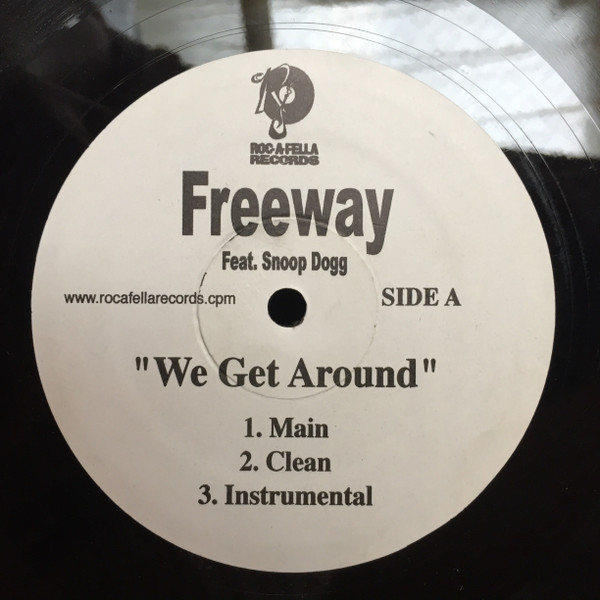 ROC-A-FELLA
RECORDS
Freeway
Feat. Snoop Dogg
www.rocafellarecords.cpm
SIDE A
"We Get Around"
1. Main
2. Clean
3. Instrumental